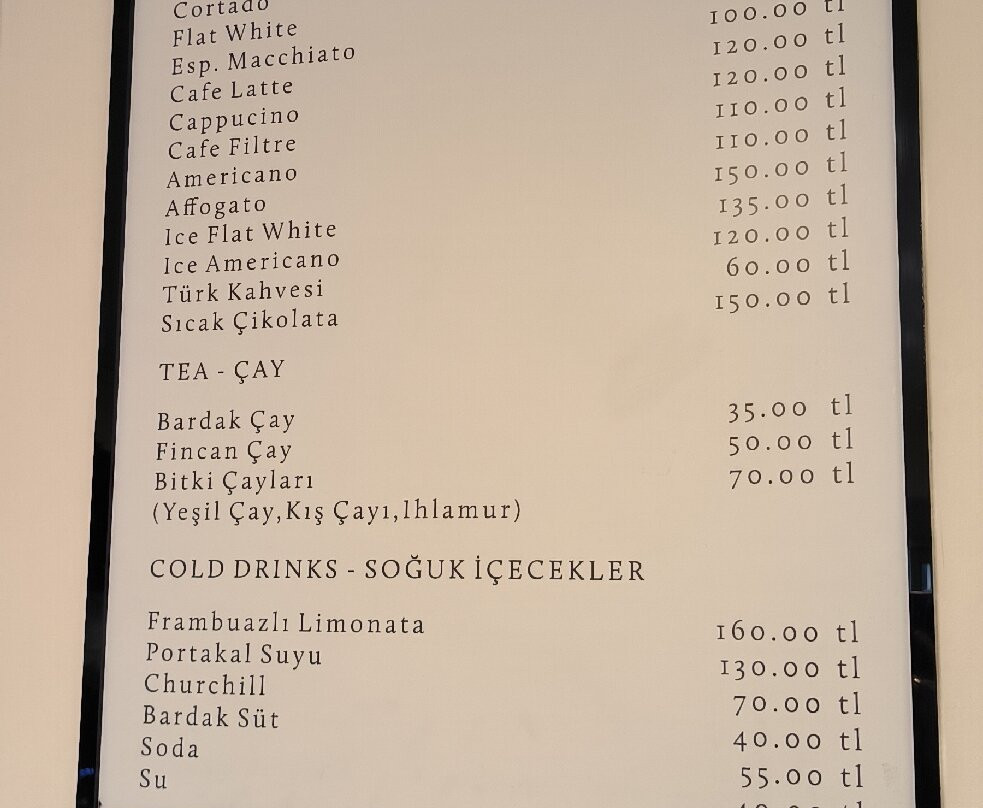 Cortado
Flat White
Esp. Macchiato 100.00 tl
Cafe Latte 120.00 tl
Cappucino 120.00 tl
Cafe Filtre 110.00 tl
Americano 110.00 tl
Affogato 150.00 tl
Ice Flat White 135.00 tl
Ice Americano 120.00 tl
Türk Kahvesi 60.00 tl
Sıcak Çikolata 150.00 tl
TEA - ÇAY
Bardak Çay 35.00 tl
Fincan Çay 50.00 tl
Bitki Çayları 70.00 tl
(Yeşil Çay,Kış Çayı,lhlamur)
COLD DRINKS - SOĞUK İÇECEKLER
Frambuazlı Limonata 160.00 tl
Portakal Suyu 130.00 tl
Churchill 70.00 tl
Bardak Süt 40.00 tl
Soda 55.00 tl
Su